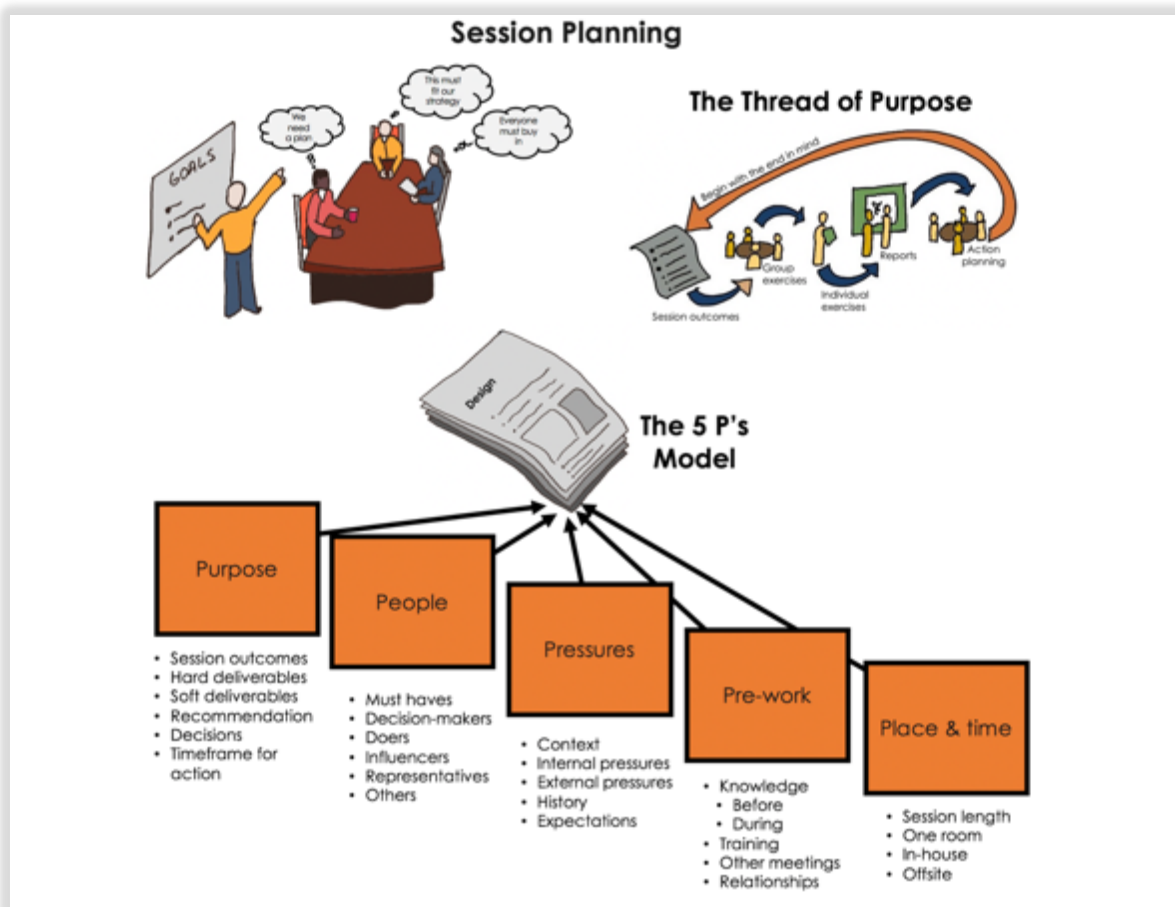 Session Planning
We
need
a plan
This must
fit our
strategy
Everyone
must buy
in
GOALS
The Thread of Purpose
Begin with the end in mind
Session outcomes
Group
exercises
Individual
exercises
Reports
Action
planning
Design
The 5 P's
Model
Purpose
• Session outcomes
• Hard deliverables
• Soft deliverables
• Recommendation
• Decisions
• Timeframe for
action
People
• Must haves
• Decision-makers
• Doers
• Influencers
• Representatives
• Others
Pressures
• Context
• Internal pressures
• External pressures
• History
• Expectations
Pre-work
• Knowledge
• Before
• During
• Training
• Other meetings
• Relationships
Place & time
• Session length
• One room
• In-house
• Offsite